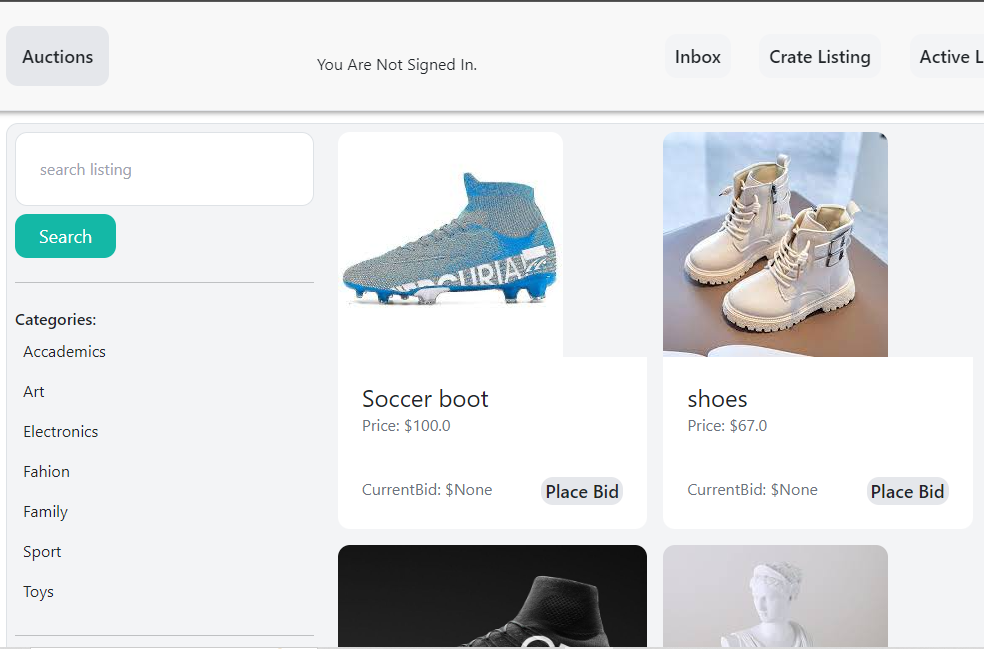 Auctions
You Are Not Signed In.
Inbox
Crate Listing
Active L
search listing
Search
Categories:
Accademics
Art
Electronics
Fahion
Family
Sport
Toys
Soccer boot
Price: $100.0
CurrentBid: $None
Place Bid
shoes
Price: $67.0
CurrentBid: $None
Place Bid